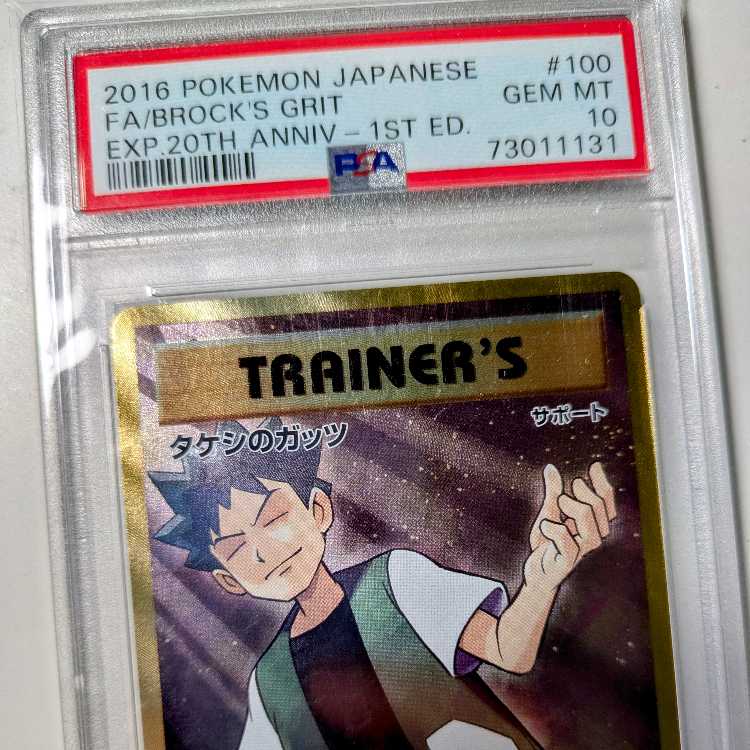 2016 POKEMON JAPANESE #100
FA/BROCK'S GRIT GEM MT
EXP.20TH ANNIV - 1ST ED. 10
PSA 73011131
TRAINER'S
タケシのガッツ サポート